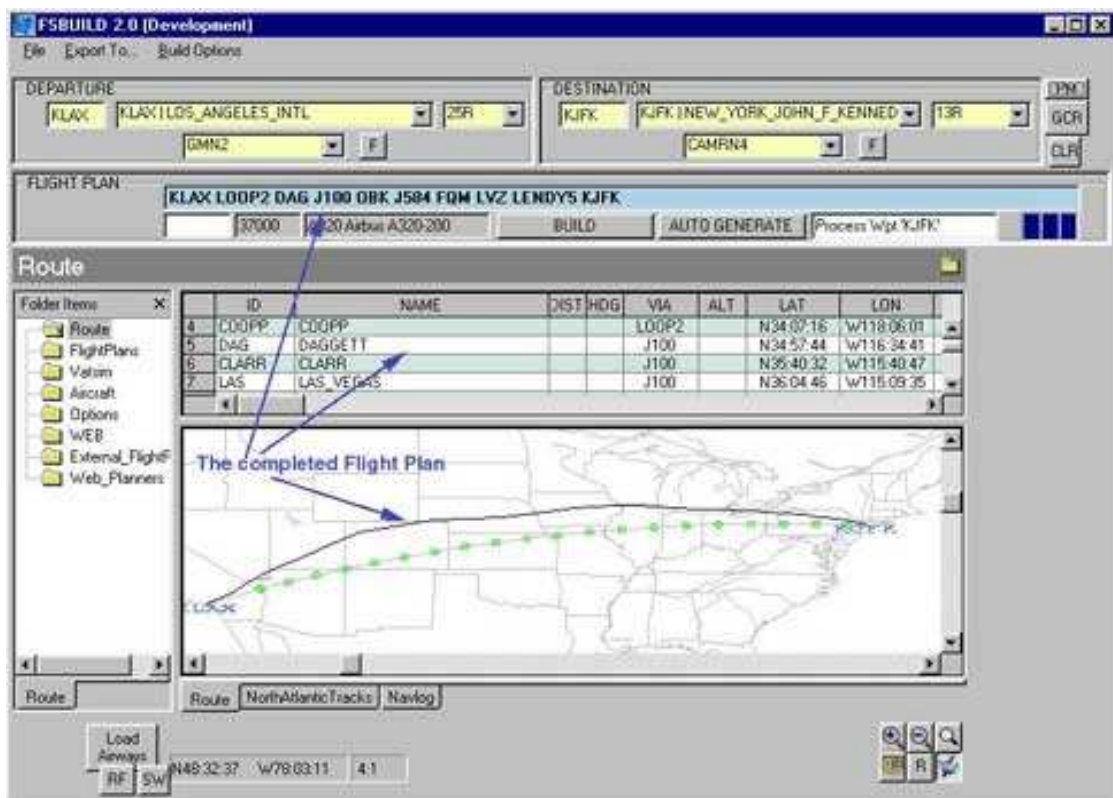 FSBUILD 2.0 (Development)
File Export To... Build Options
DEPARTURE
KLAX KLAX1LOS_ANGELES_INTL 25R
GMN2 F
DESTINATION
KJFK KJFK1NEW_YORK_JOHN_F_KENNED 13R
CAMRN4 F
PM
GCR
CLR
FLIGHT PLAN
KLAX LOOP2 DAG J100 OBK J584 FQM LVZ LENDY5 KJFK
37000 A320 Airbus A320-200 BUILD AUTO GENERATE Process Wpt 'KJFK'
Route
Folder Items X
Route
FlightPlans
Vatsim
Aircraft
Options
WEB
External_FlightF
Web_Planners
Route
ID NAME DIST HDG VIA ALT LAT LON
4 COOPP COOPP LOOP2 N34:07:16 W118:06:01
5 DAG DAGGETT J100 N34:57:44 W116:34:41
6 CLARR CLARR J100 N35:40:32 W115:40:47
7 LAS LAS_VEGAS J100 N36:04:46 W115:09:35
The completed Flight Plan
Route NorthAtlanticTracks Navlog
Load Airways
RF SW
N48:32:37 W78:03:11 4:1
R